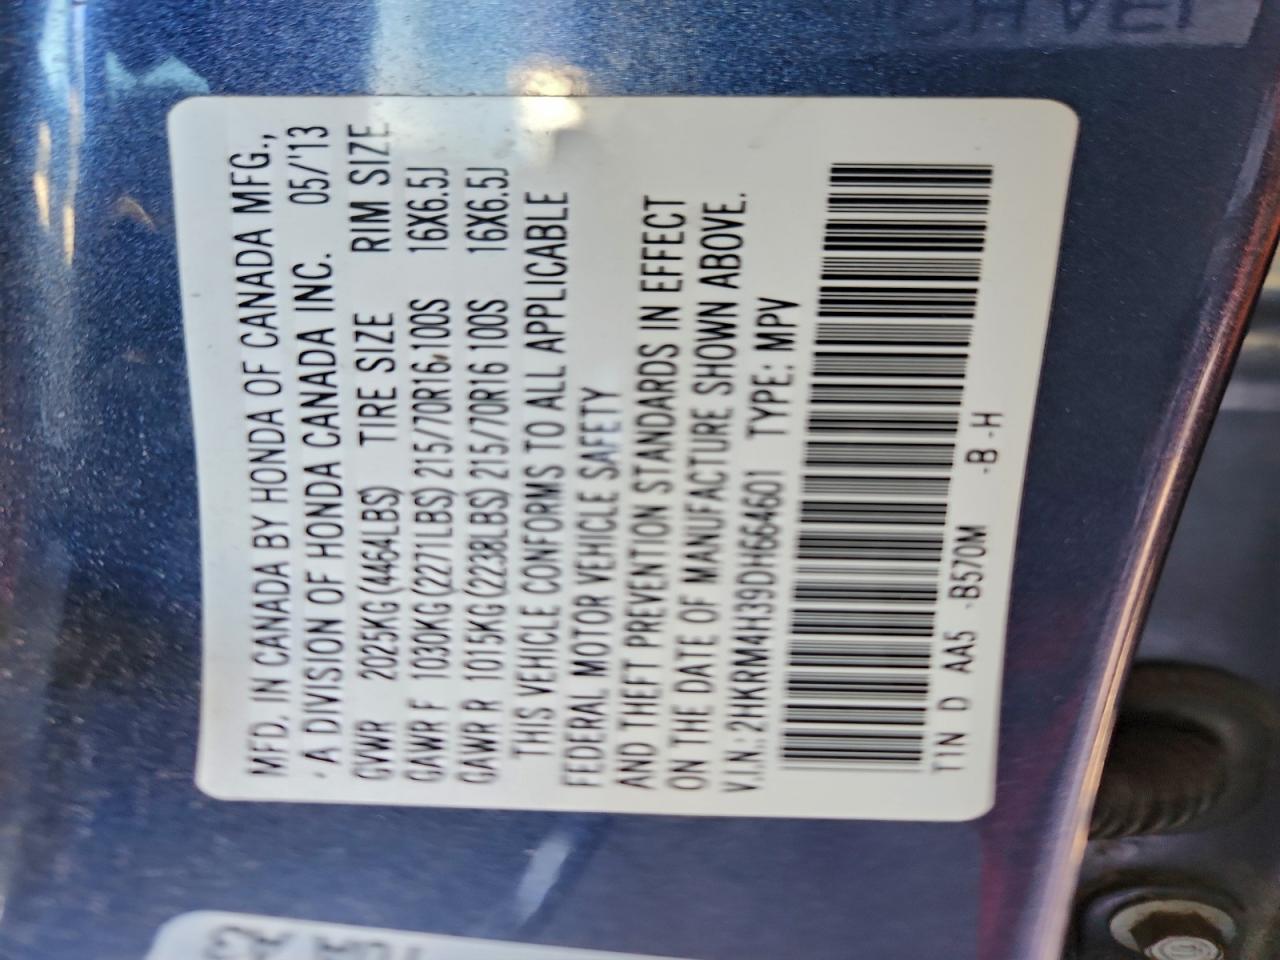 MFD. IN CANADA BY HONDA OF CANADA MFG.,
A DIVISION OF HONDA CANADA INC. 05/'13
GVWR 2025KG (4464LBS) TIRE SIZE RIM SIZE
GAWR F 1030KG (2271LBS) 215/70R16 100S 16X6.5J
GAWR R 1015KG (2238LBS) 215/70R16 100S 16X6.5J
THIS VEHICLE CONFORMS TO ALL APPLICABLE
FEDERAL MOTOR VEHICLE SAFETY
AND THEFT PREVENTION STANDARDS IN EFFECT
ON THE DATE OF MANUFACTURE SHOWN ABOVE.
V.I.N.: 2HKRM4H39DH664601 TYPE: MPV
TTN D AA5 -B570M -B -H